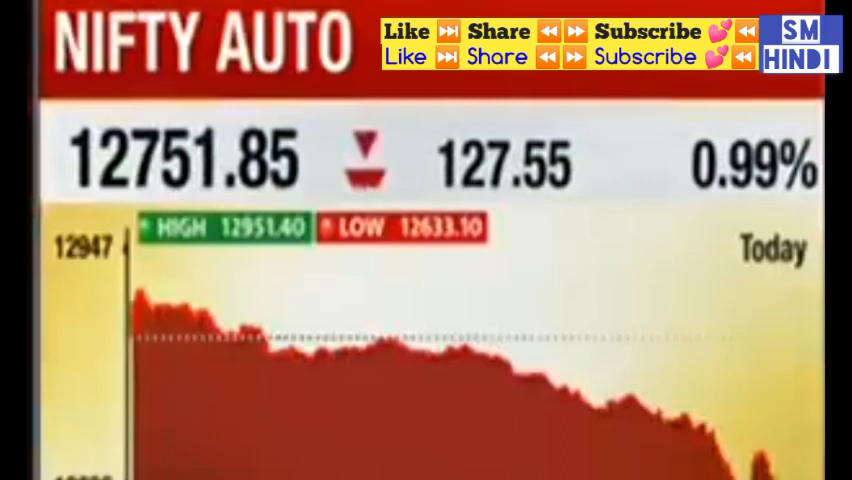 NIFTY AUTO
Like ⏭ Share ⏪ ⏩ Subscribe 💕 ⏪
Like ⏭ Share ⏪ ⏩ Subscribe 💕 ⏪
SM
HINDI
12751.85 127.55 0.99%
HIGH 12951.40 LOW 12633.10
12947
Today